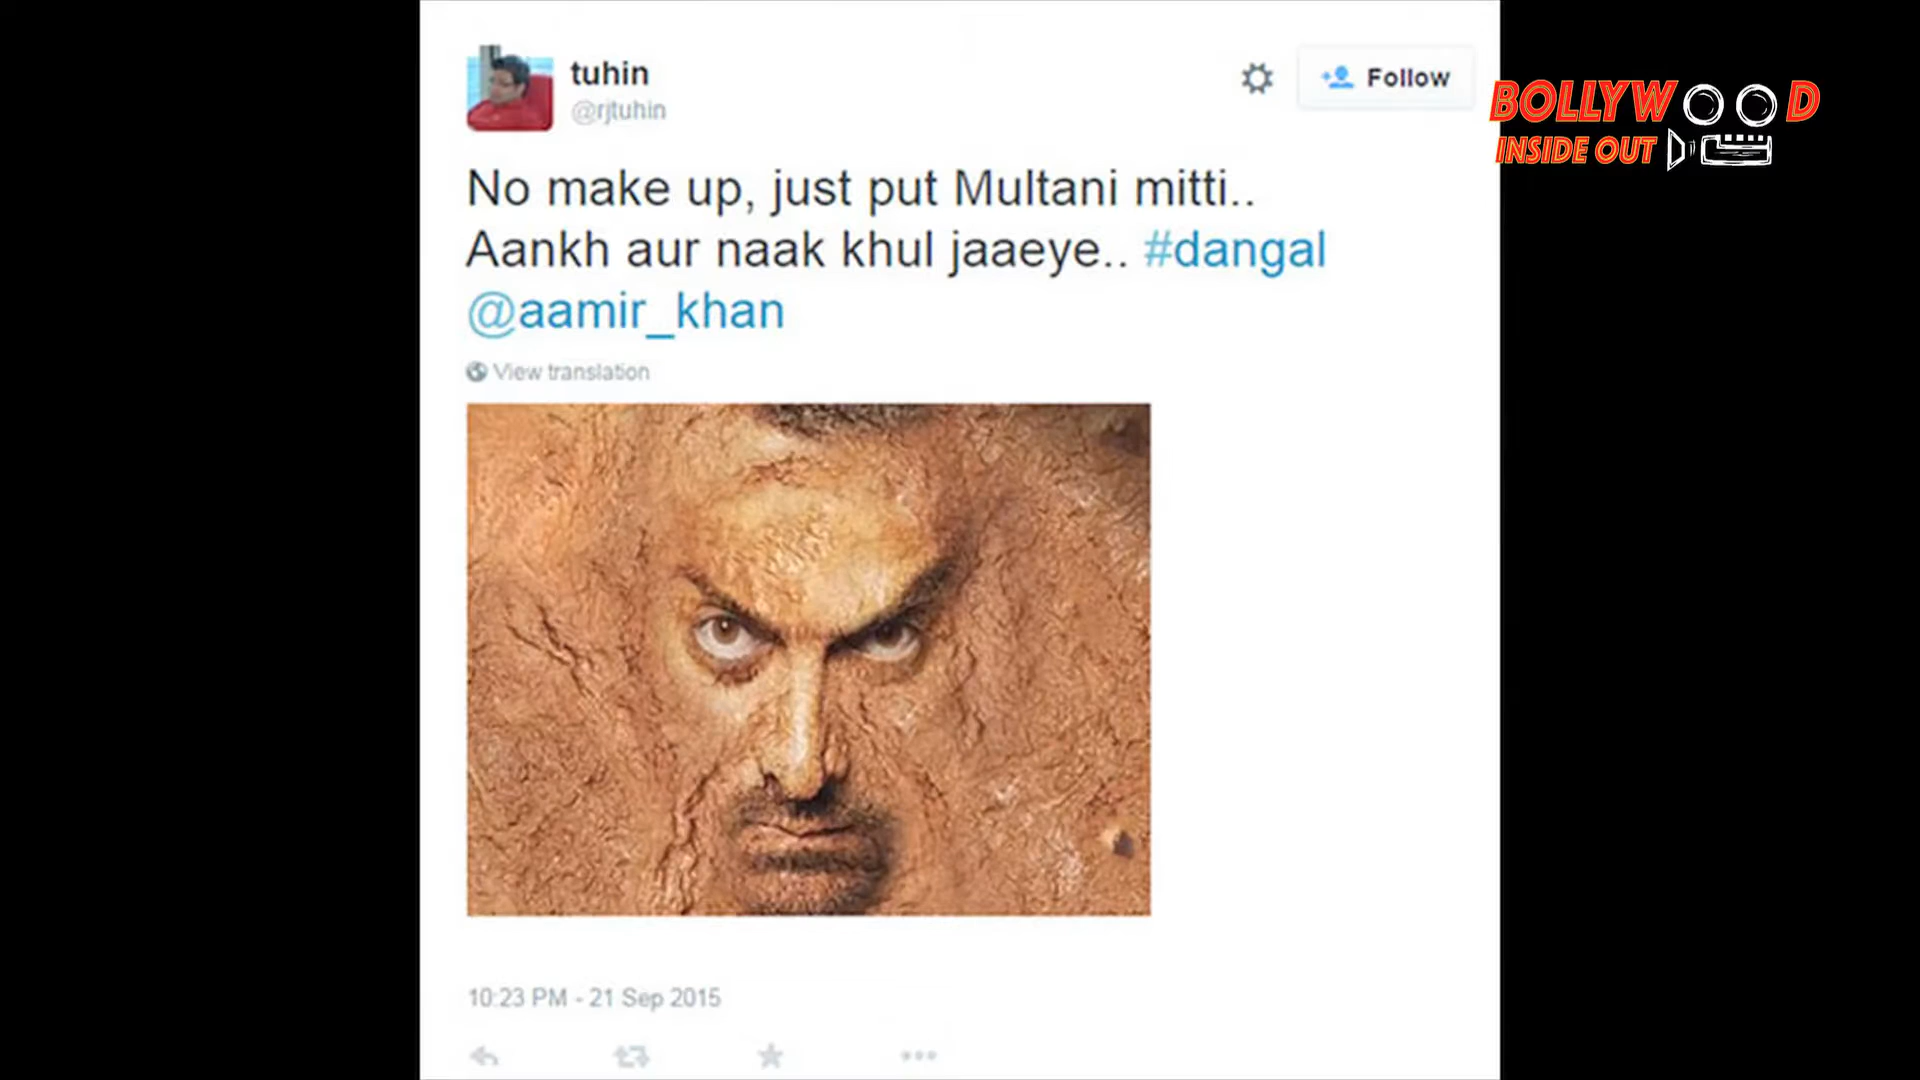 tuhin
@rjtuhin
Follow
BOLLYWOOD
INSIDE OUT
No make up, just put Multani mitti..
Aankh aur naak khul jaaeye.. #dangal
@aamir_khan
View translation
10:23 PM - 21 Sep 2015